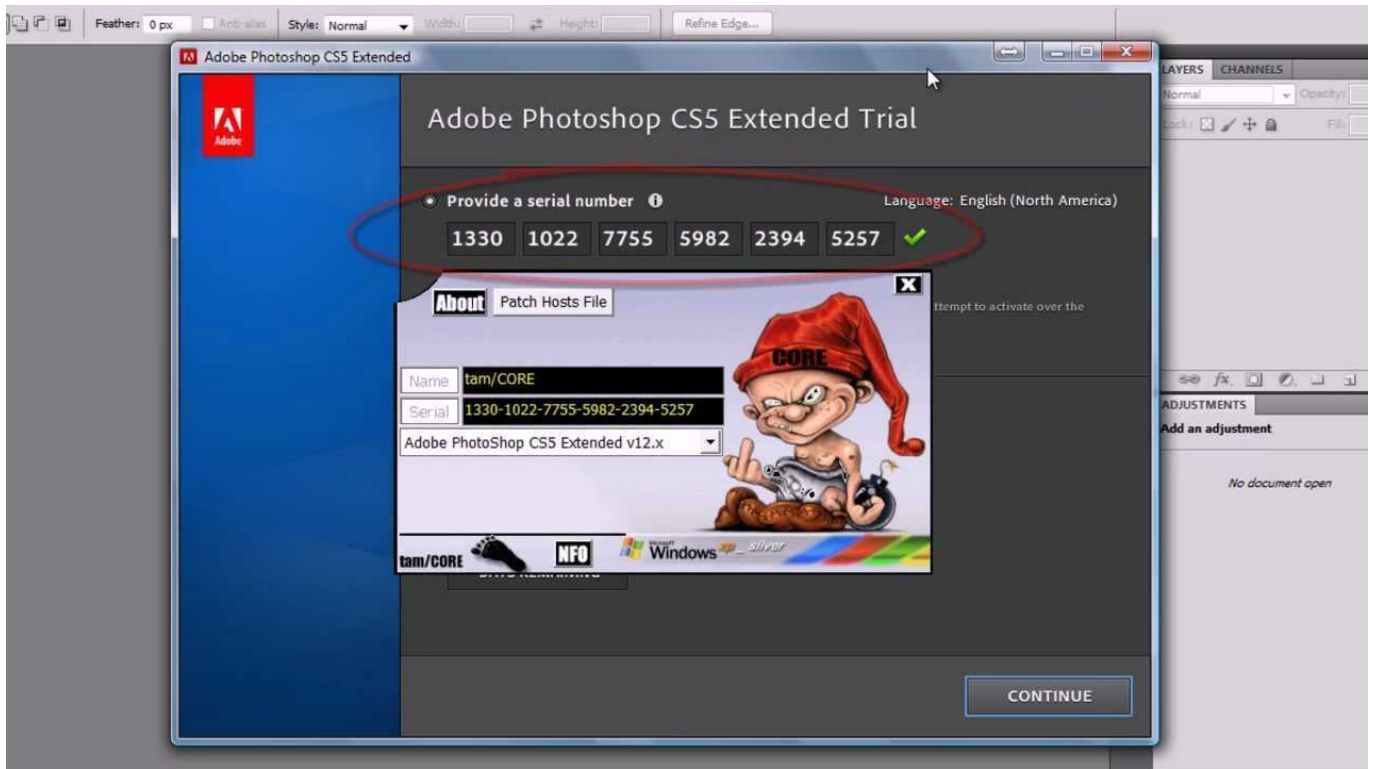 Feather: 0 px Anti-alias Style: Normal Width: Height: Refine Edge...
Adobe Photoshop CS5 Extended
LAYERS CHANNELS
Normal Opacity:
Lock: Fill:
Adobe
Adobe Photoshop CS5 Extended Trial
Provide a serial number Language: English (North America)
1330 1022 7755 5982 2394 5257
About Patch Hosts File X
ttempt to activate over the
CORE
Name tam/CORE
Serial 1330-1022-7755-5982-2394-5257
Adobe PhotoShop CS5 Extended v12.x
ADJUSTMENTS
Add an adjustment
No document open
tam/CORE NFO Microsoft Windows xp _ silver
DAYS REMAINING
CONTINUE